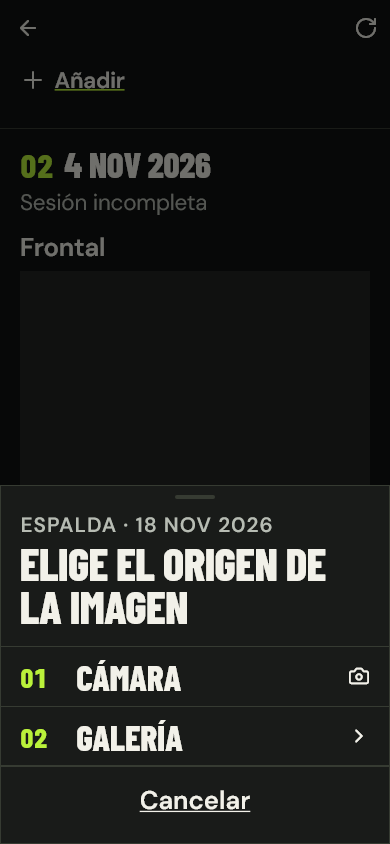 Añadir
02 4 NOV 2026
Sesión incompleta
Frontal
ESPALDA · 18 NOV 2026
ELIGE EL ORIGEN DE
LA IMAGEN
01 CÁMARA
02 GALERÍA
Cancelar